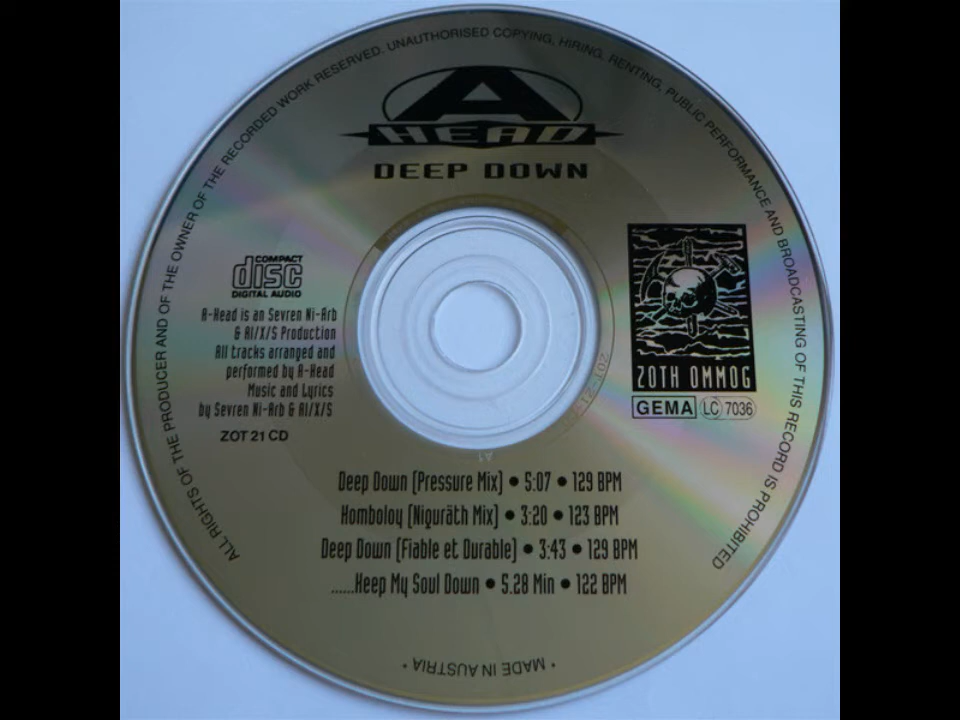 ALL RIGHTS OF THE PRODUCER AND OF THE OWNER OF THE RECORDED WORK RESERVED. UNAUTHORISED COPYING, HIRING, RENTING, PUBLIC PERFORMANCE AND BROADCASTING OF THIS RECORD IS PROHIBITED
A
HEAD
DEEP DOWN
COMPACT
disc
DIGITAL AUDIO
A-Head is an Sevren Ni-Arb
& Al/X/S Production
All tracks arranged and
performed by A-Head
Music and Lyrics
by Sevren Ni-Arb & Al/X/S
ZOT 21 CD
ZOTH OMMOG
GEMA LC 7036
A1
Deep Down (Pressure Mix) • 5:07 • 129 BPM
Komboloy (Niguräth Mix) • 3:20 • 123 BPM
Deep Down (Fiable et Durable) • 3:43 • 129 BPM
......Keep My Soul Down • 5.28 Min • 122 BPM
* MADE IN AUSTRIA *